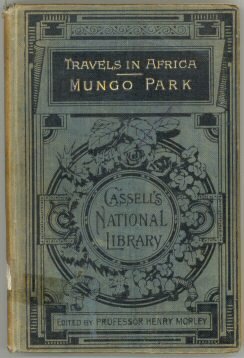 TRAVELS IN AFRICA
MUNGO PARK
CASSELL'S
NATIONAL
LIBRARY
EDITED BY PROFESSOR HENRY MORLEY